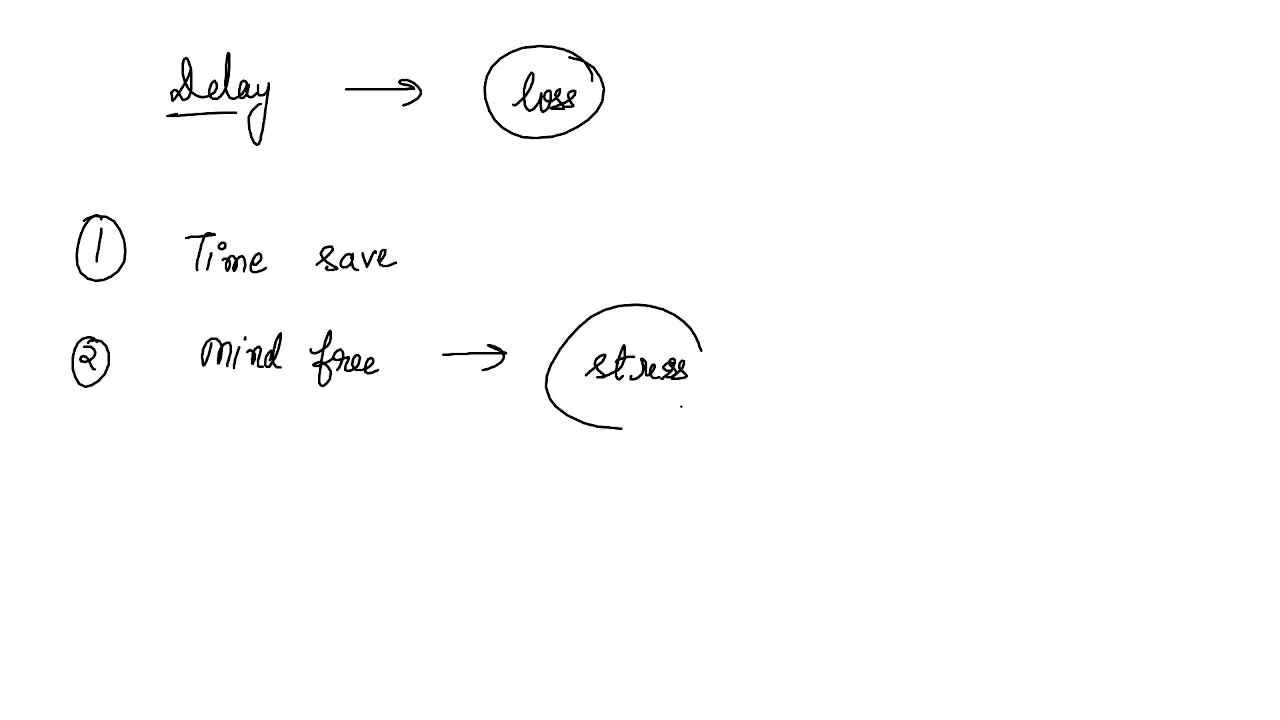 Delay → loss
① Time save
② Mind free → stress